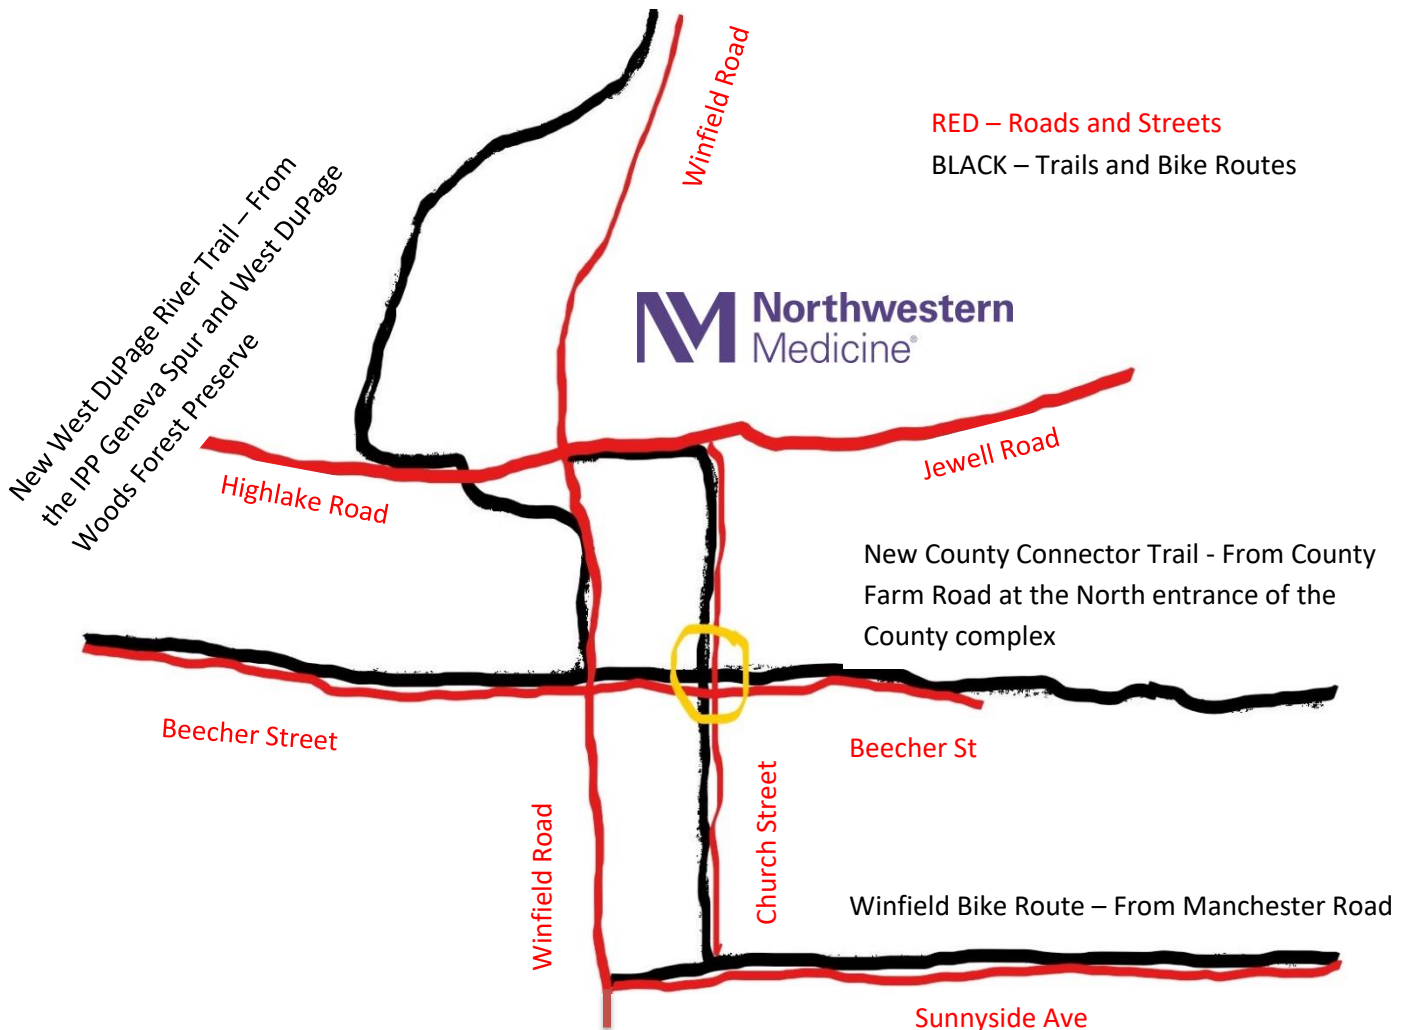 Winfield Road
RED – Roads and Streets
BLACK – Trails and Bike Routes
New West DuPage River Trail – From
the IPP Geneva Spur and West DuPage
Woods Forest Preserve
Northwestern
Medicine®
Jewell Road
Highlake Road
New County Connector Trail - From County
Farm Road at the North entrance of the
County complex
Beecher Street
Beecher St
Winfield Road
Church Street
Winfield Bike Route – From Manchester Road
Sunnyside Ave